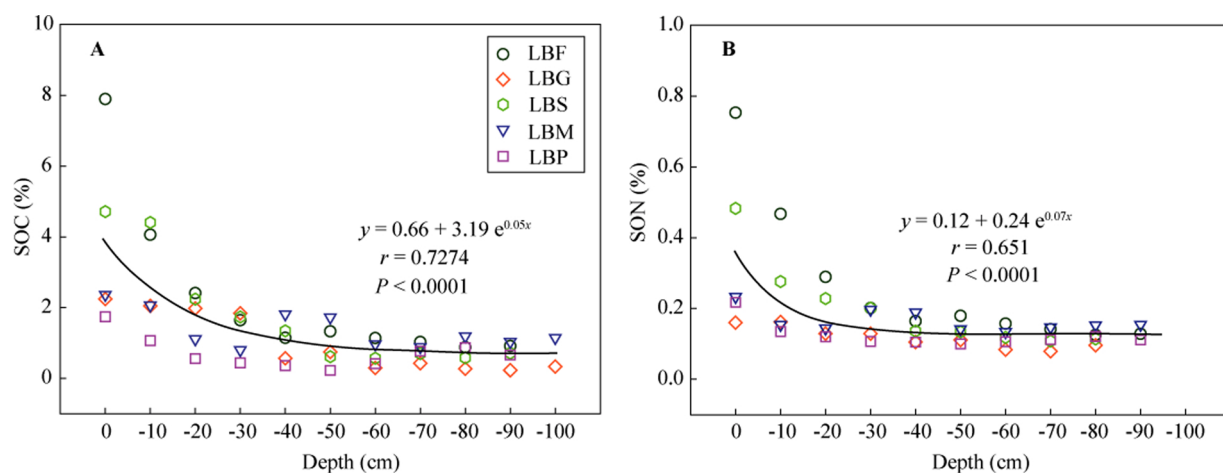 10
8
6
4
2
0
SOC (%)
A
LBF
LBG
LBS
LBM
LBP
y = 0.66 + 3.19 e^0.05x
r = 0.7274
P < 0.0001
0 -10 -20 -30 -40 -50 -60 -70 -80 -90 -100
Depth (cm)
1.0
0.8
0.6
0.4
0.2
0.0
SON (%)
B
y = 0.12 + 0.24 e^0.07x
r = 0.651
P < 0.0001
0 -10 -20 -30 -40 -50 -60 -70 -80 -90 -100
Depth (cm)